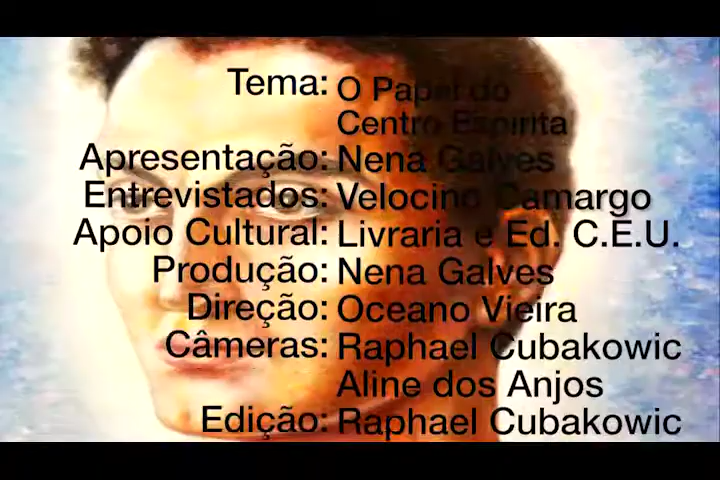 Tema: O Papel do
Centro Espírita
Apresentação: Nena Galves
Entrevistados: Velocino Camargo
Apoio Cultural: Livraria e Ed. C.E.U.
Produção: Nena Galves
Direção: Oceano Vieira
Câmeras: Raphael Cubakowic
Aline dos Anjos
Edição: Raphael Cubakowic